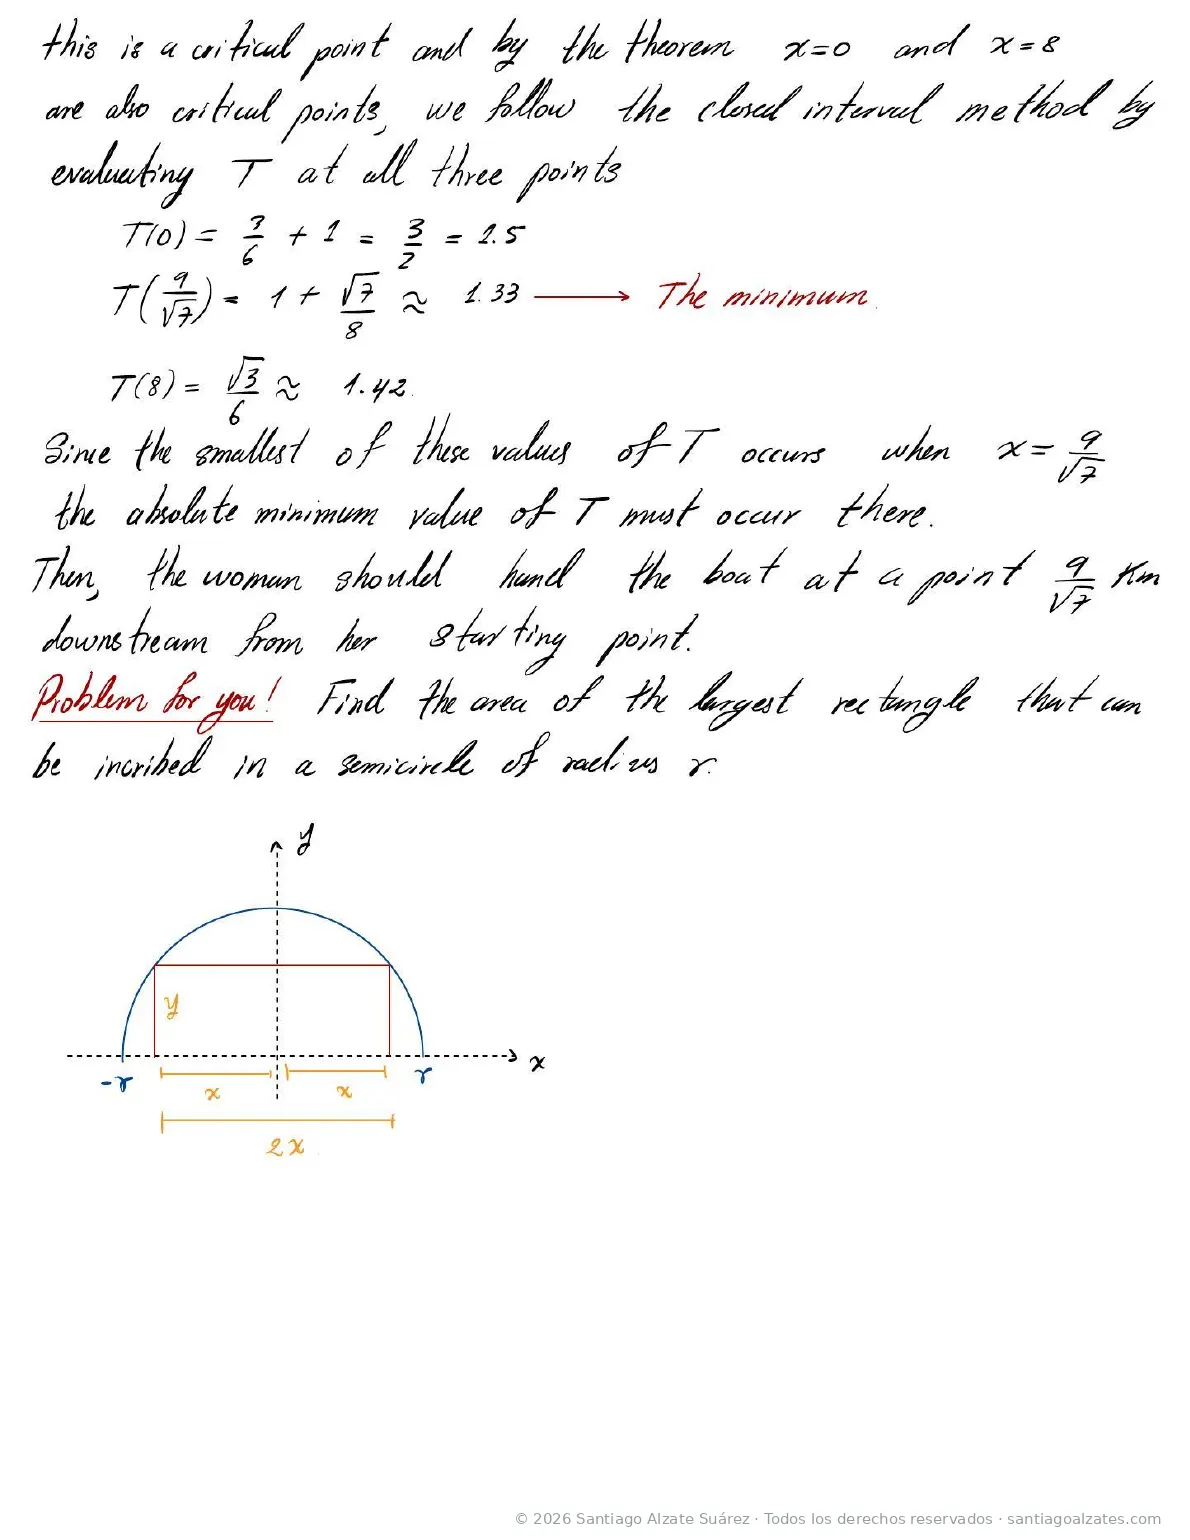 this is a critical point and by the theorem x=0 and x=8
are also critical points, we follow the closed interval method by
evaluating T at all three points
T(0) = 3/6 + 1 = 3/2 = 1.5
T(9/√7) = 1 + √7/8 ≈ 1.33 → The minimum.
T(8) = √3/6 ≈ 1.42.
Since the smallest of these values of T occurs when x = 9/√7
the absolute minimum value of T must occur there.
Then, the woman should hand the boat at a point 9/√7 Km
downstream from her starting point.
Problem for you! Find the area of the largest rectangle that can
be incribed in a semicircle of radius r.
y
y
x
-r
r
x
x
2x
© 2026 Santiago Alzate Suárez · Todos los derechos reservados · santiagoalzates.com